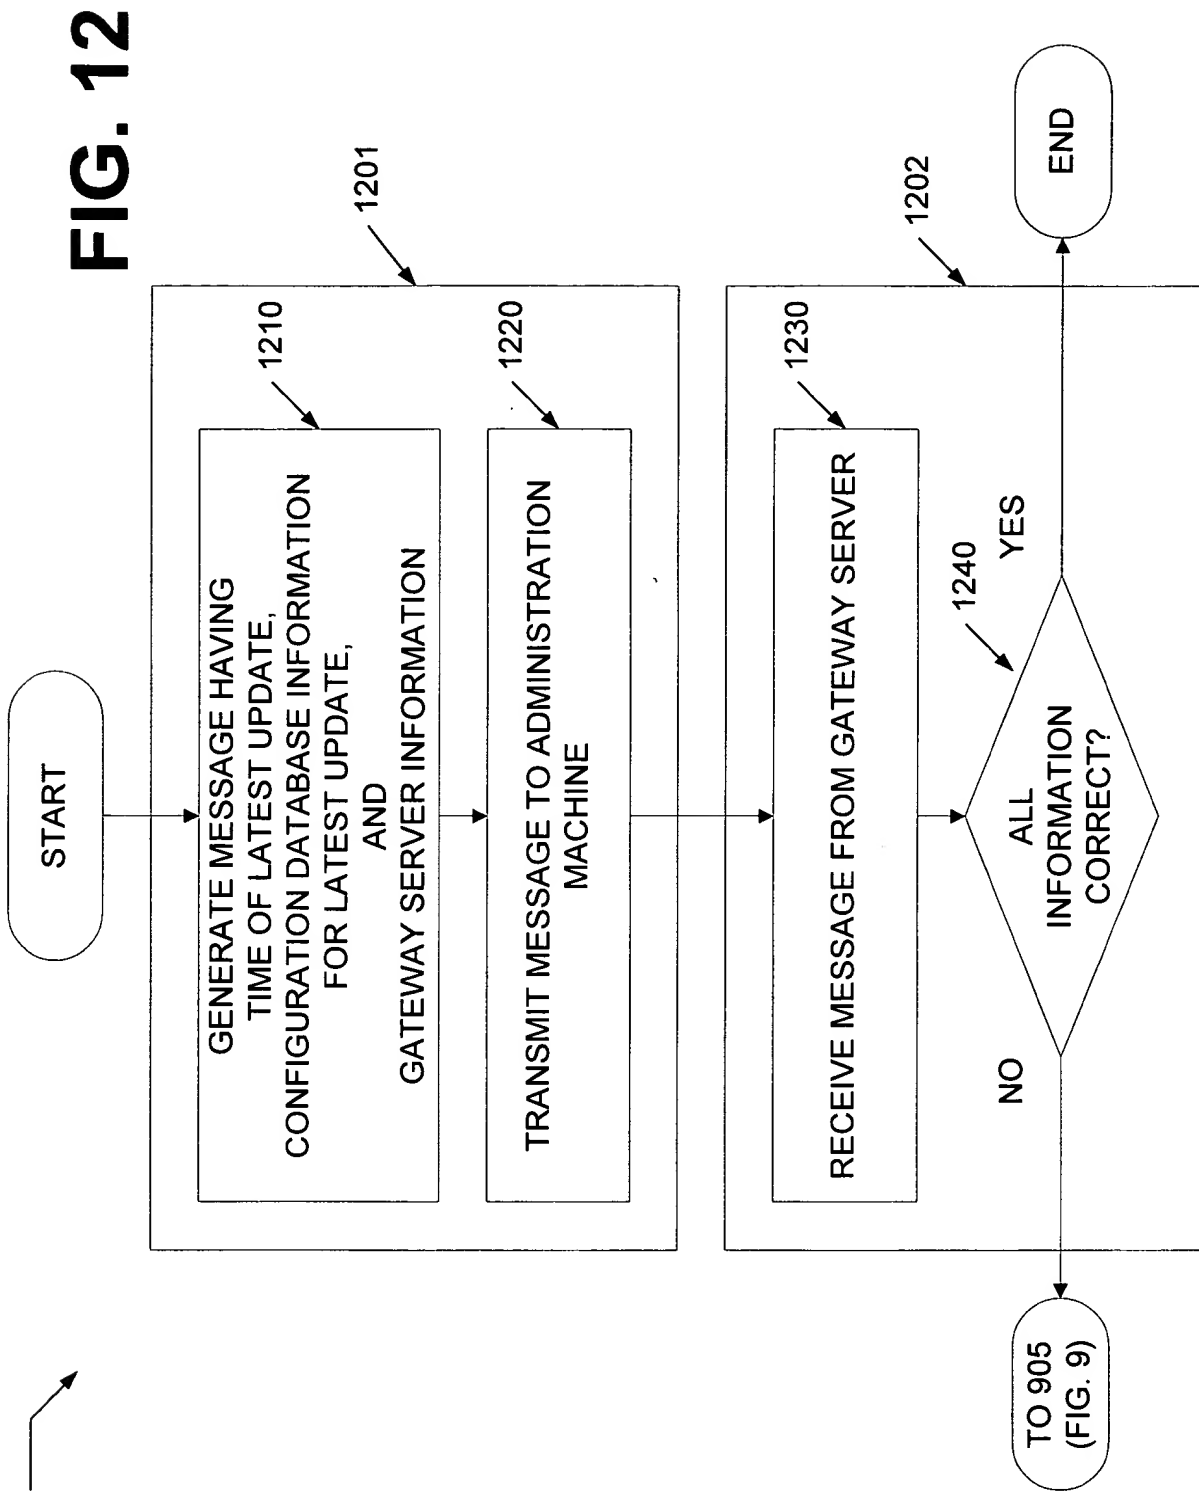 FIG. 12
START
1201
1210
GENERATE MESSAGE HAVING
TIME OF LATEST UPDATE,
CONFIGURATION DATABASE INFORMATION
FOR LATEST UPDATE,
AND
GATEWAY SERVER INFORMATION
1220
TRANSMIT MESSAGE TO ADMINISTRATION
MACHINE
1202
1230
RECEIVE MESSAGE FROM GATEWAY SERVER
1240
ALL
INFORMATION
CORRECT?
NO
YES
TO 905
(FIG. 9)
END